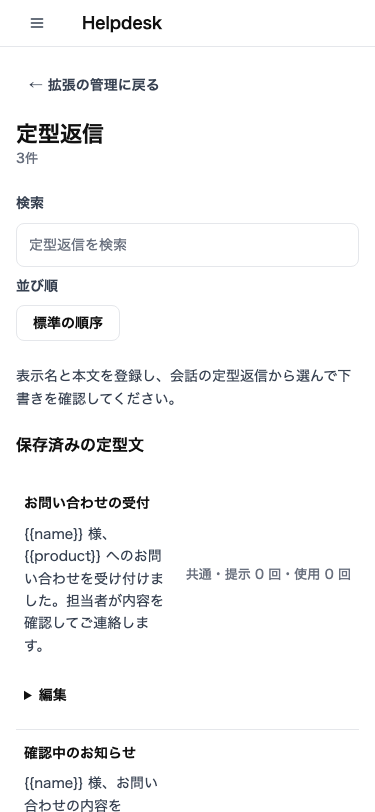 Helpdesk
← 拡張の管理に戻る
定型返信
3件
検索
定型返信を検索
並び順
標準の順序
表示名と本文を登録し、会話の定型返信から選んで下
書きを確認してください。
保存済みの定型文
お問い合わせの受付
{{name}} 様、
{{product}} へのお問
い合わせを受け付けま
した。担当者が内容を
確認してご連絡しま
す。
共通・提示 0 回・使用 0 回
▶ 編集
確認中のお知らせ
{{name}} 様、お問い
合わせの内容を